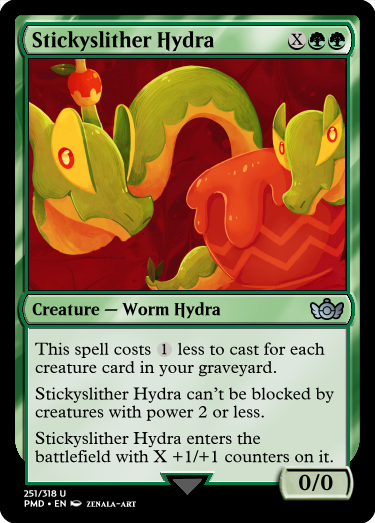 Stickyslither Hydra X
Creature — Worm Hydra
This spell costs 1 less to cast for each
creature card in your graveyard.
Stickyslither Hydra can't be blocked by
creatures with power 2 or less.
Stickyslither Hydra enters the
battlefield with X +1/+1 counters on it.
0/0
251/318 U
PMD • EN ZENALA-ART